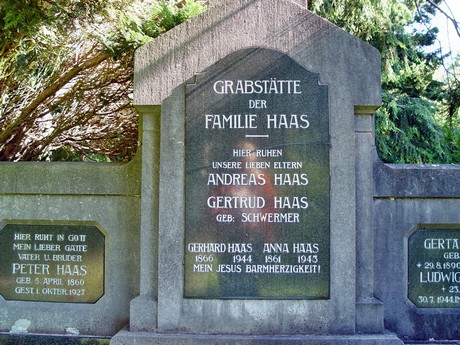 GRABSTÄTTE
DER
FAMILIE HAAS
HIER RUHEN
UNSERE LIEBEN ELTERN
ANDREAS HAAS
GERTRUD HAAS
GEB: SCHWERMER
GERHARD HAAS ANNA HAAS
1866 1944 1861 1943
MEIN JESUS BARMHERZIGKEIT!
HIER RUHT IN GOTT
MEIN LIEBER GATTE
VATER U. BRUDER
PETER HAAS
GEB. 5. APRIL 1860
GEST. 1. OKTBR. 1927
GERTA
GEB.
* 29.8.1890
LUDWIG
* 23.
30.7.1944